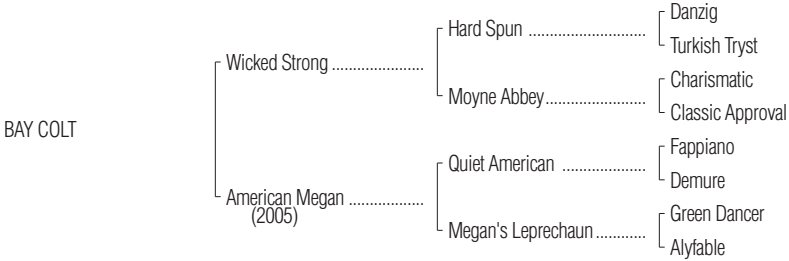 Danzig
Hard Spun ..........................
Turkish Tryst
Wicked Strong .....................
Charismatic
Moyne Abbey.......................
Classic Approval
BAY COLT
Fappiano
Quiet American ...................
Demure
American Megan .................
(2005)
Green Dancer
Megan's Leprechaun ...........
Alyfable